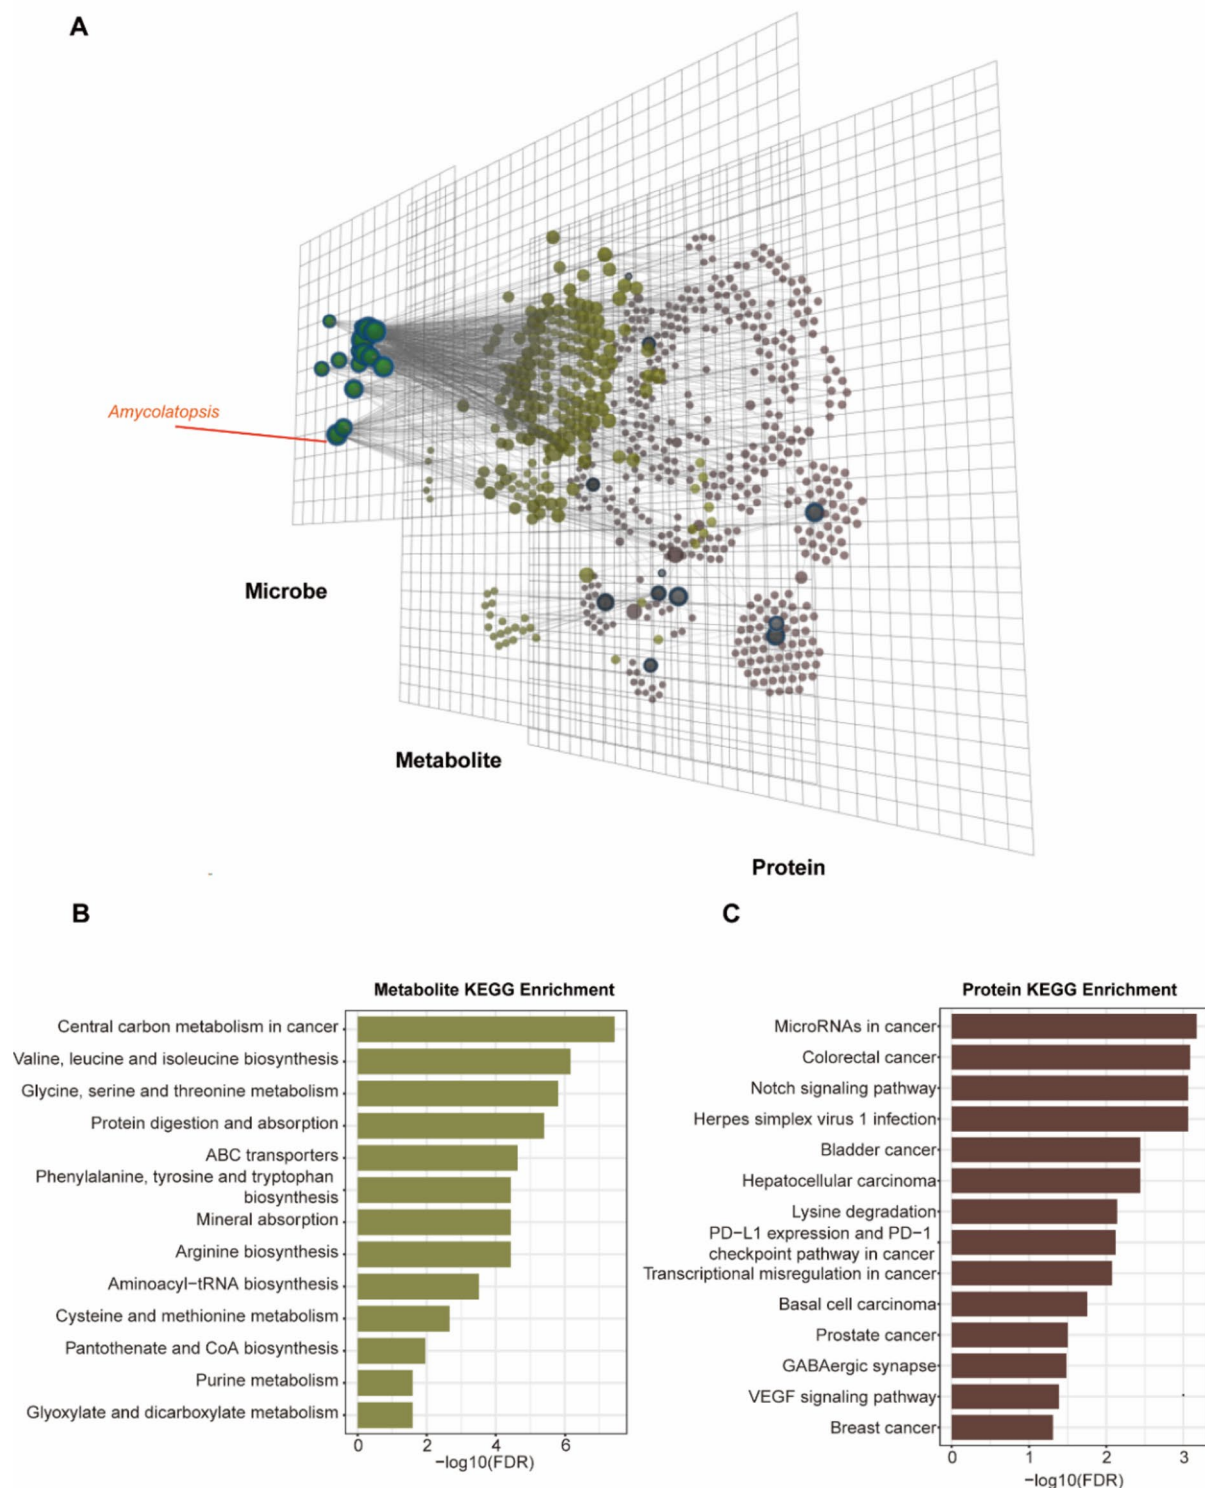 A
Amycolatopsis
Microbe
Metabolite
Protein
B
Metabolite KEGG Enrichment
Central carbon metabolism in cancer
Valine, leucine and isoleucine biosynthesis
Glycine, serine and threonine metabolism
Protein digestion and absorption
ABC transporters
Phenylalanine, tyrosine and tryptophan
biosynthesis
Mineral absorption
Arginine biosynthesis
Aminoacyl-tRNA biosynthesis
Cysteine and methionine metabolism
Pantothenate and CoA biosynthesis
Purine metabolism
Glyoxylate and dicarboxylate metabolism
0 2 4 6
−log10(FDR)
C
Protein KEGG Enrichment
MicroRNAs in cancer
Colorectal cancer
Notch signaling pathway
Herpes simplex virus 1 infection
Bladder cancer
Hepatocellular carcinoma
Lysine degradation
PD−L1 expression and PD−1
checkpoint pathway in cancer
Transcriptional misregulation in cancer
Basal cell carcinoma
Prostate cancer
GABAergic synapse
VEGF signaling pathway
Breast cancer
0 1 2 3
−log10(FDR)